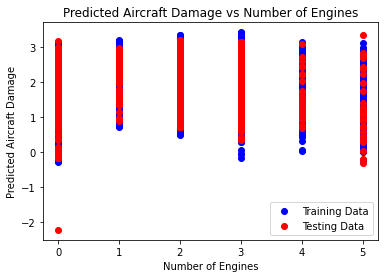 Predicted Aircraft Damage vs Number of Engines
Predicted Aircraft Damage
3
2
1
0
−1
−2
Training Data
Testing Data
0 1 2 3 4 5
Number of Engines